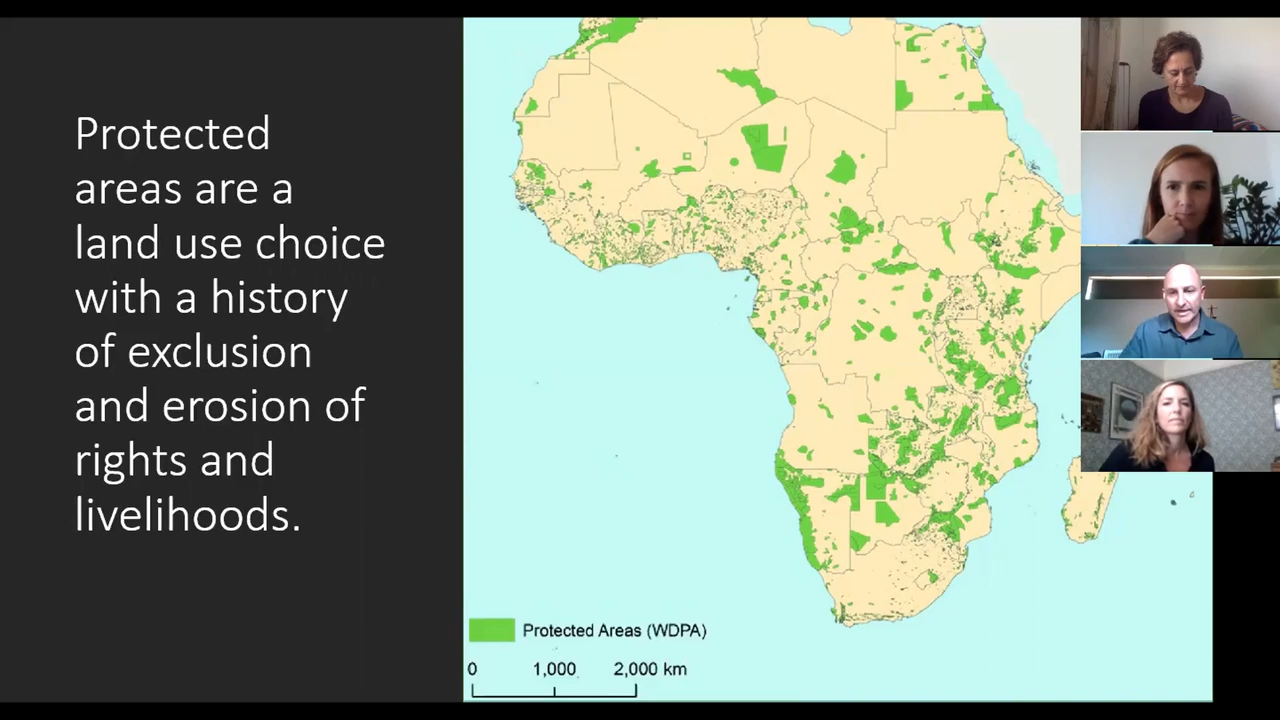 Protected
areas are a
land use choice
with a history
of exclusion
and erosion of
rights and
livelihoods.
Protected Areas (WDPA)
0 1,000 2,000 km